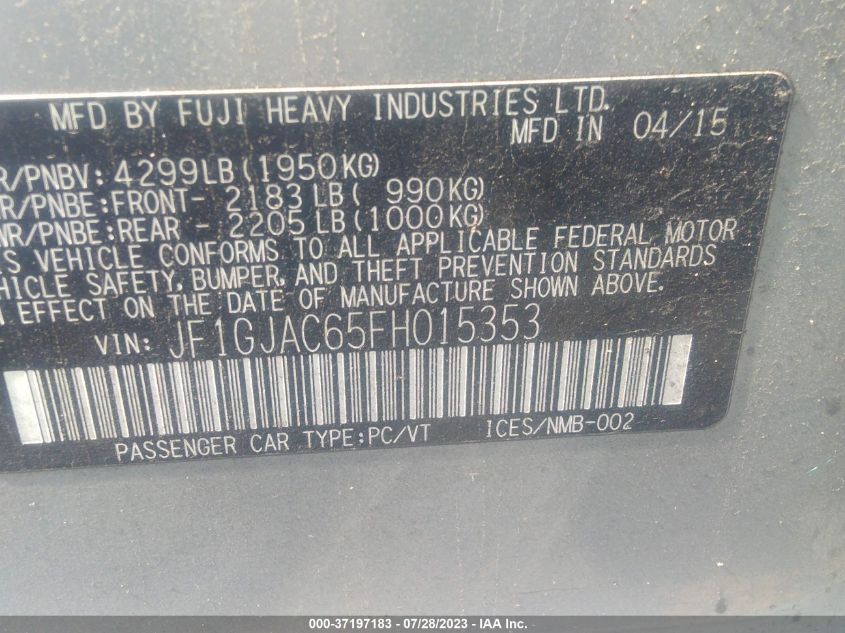 MFD BY FUJI HEAVY INDUSTRIES LTD.
MFD IN 04/15
R/PNBV: 4299LB(1950KG)
R/PNBE:FRONT- 2183 LB( 990KG)
NR/PNBE:REAR - 2205 LB(1000KG)
IS VEHICLE CONFORMS TO ALL APPLICABLE FEDERAL MOTOR
HICLE SAFETY, BUMPER, AND THEFT PREVENTION STANDARDS
N EFFECT ON THE DATE OF MANUFACTURE SHOWN ABOVE.
VIN: JF1GJAC65FH015353
PASSENGER CAR TYPE:PC/VT ICES/NMB-002
000-37197183 - 07/28/2023 - IAA Inc.